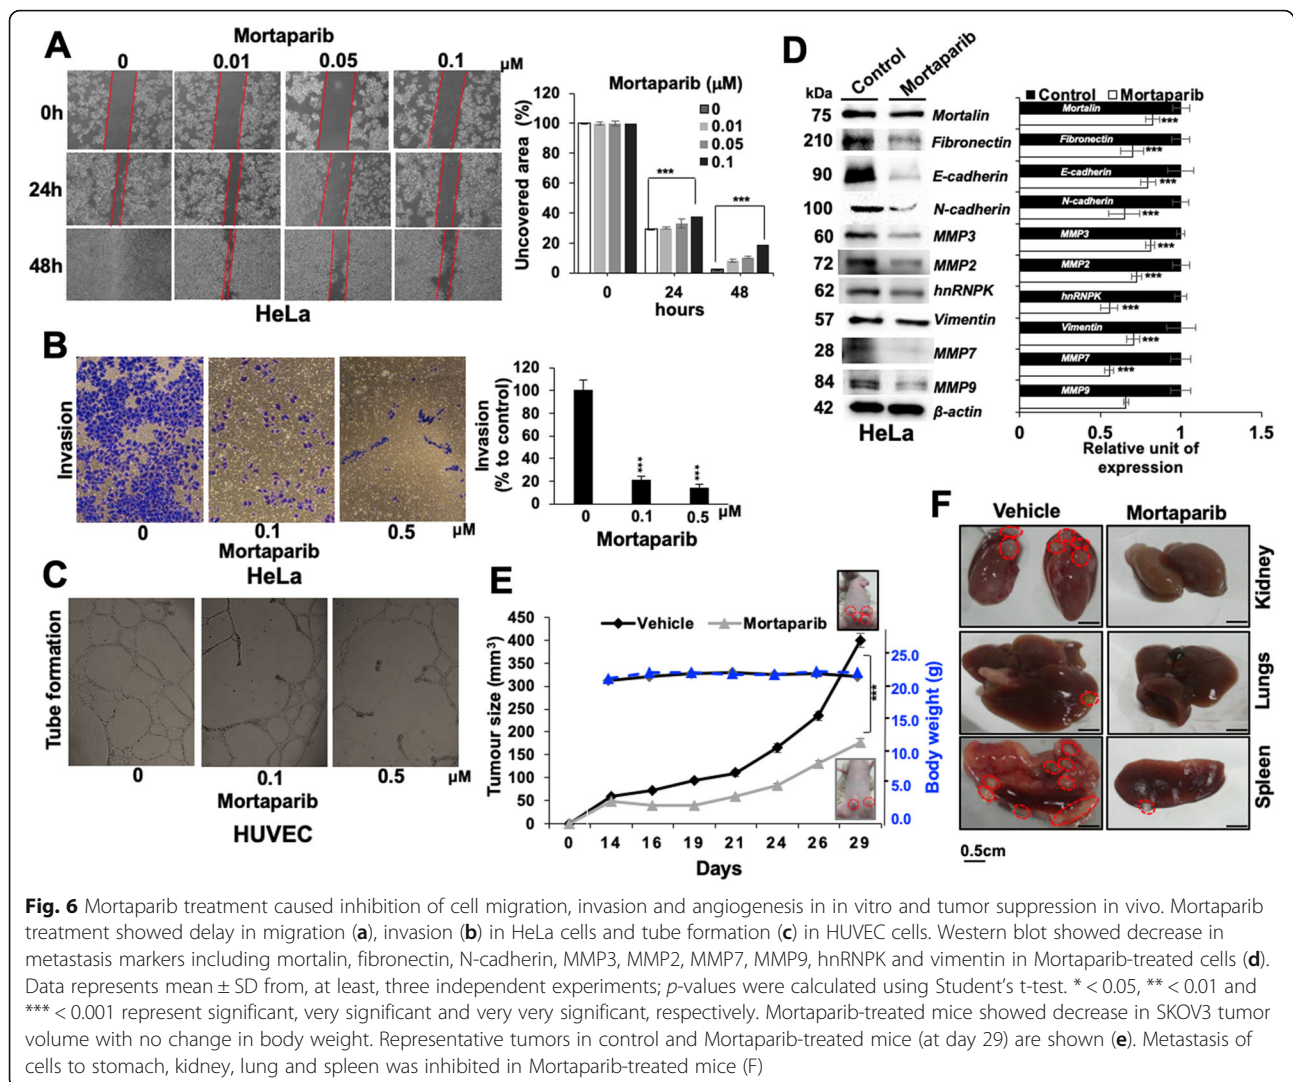 A
Mortaparib
0 0.01 0.05 0.1 µM
0h
24h
48h
HeLa
Mortaparib (µM)
0
0.01
0.05
0.1
Uncovered area (%)
120
100
80
60
40
20
0
***
***
0 24 48
hours
B
Invasion
0 0.1 0.5 µM
Mortaparib
HeLa
Invasion
(% to control)
120
100
80
60
40
20
0
***
***
0 0.1 0.5 µM
Mortaparib
C
Tube formation
0 0.1 0.5 µM
Mortaparib
HUVEC
D
Control Mortaparib
kDa
75 Mortalin
210 Fibronectin
90 E-cadherin
100 N-cadherin
60 MMP3
72 MMP2
62 hnRNPK
57 Vimentin
28 MMP7
84 MMP9
42 β-actin
HeLa
Control Mortaparib
Mortalin
***
Fibronectin
***
E-cadherin
***
N-cadherin
***
MMP3
***
MMP2
***
hnRNPK
***
Vimentin
***
MMP7
***
MMP9
0 0.5 1 1.5
Relative unit of
expression
E
Vehicle Mortaparib
Tumour size (mm³)
450
400
350
300
250
200
150
100
50
0
***
25.0
20.0
15.0
10.0
5.0
0.0
Body weight (g)
0 14 16 19 21 24 26 29
Days
F
Vehicle Mortaparib
Kidney
Lungs
Spleen
0.5cm
Fig. 6 Mortaparib treatment caused inhibition of cell migration, invasion and angiogenesis in in vitro and tumor suppression in vivo. Mortaparib
treatment showed delay in migration (a), invasion (b) in HeLa cells and tube formation (c) in HUVEC cells. Western blot showed decrease in
metastasis markers including mortalin, fibronectin, N-cadherin, MMP3, MMP2, MMP7, MMP9, hnRNPK and vimentin in Mortaparib-treated cells (d).
Data represents mean ± SD from, at least, three independent experiments; p-values were calculated using Student's t-test. * < 0.05, ** < 0.01 and
*** < 0.001 represent significant, very significant and very very significant, respectively. Mortaparib-treated mice showed decrease in SKOV3 tumor
volume with no change in body weight. Representative tumors in control and Mortaparib-treated mice (at day 29) are shown (e). Metastasis of
cells to stomach, kidney, lung and spleen was inhibited in Mortaparib-treated mice (F)